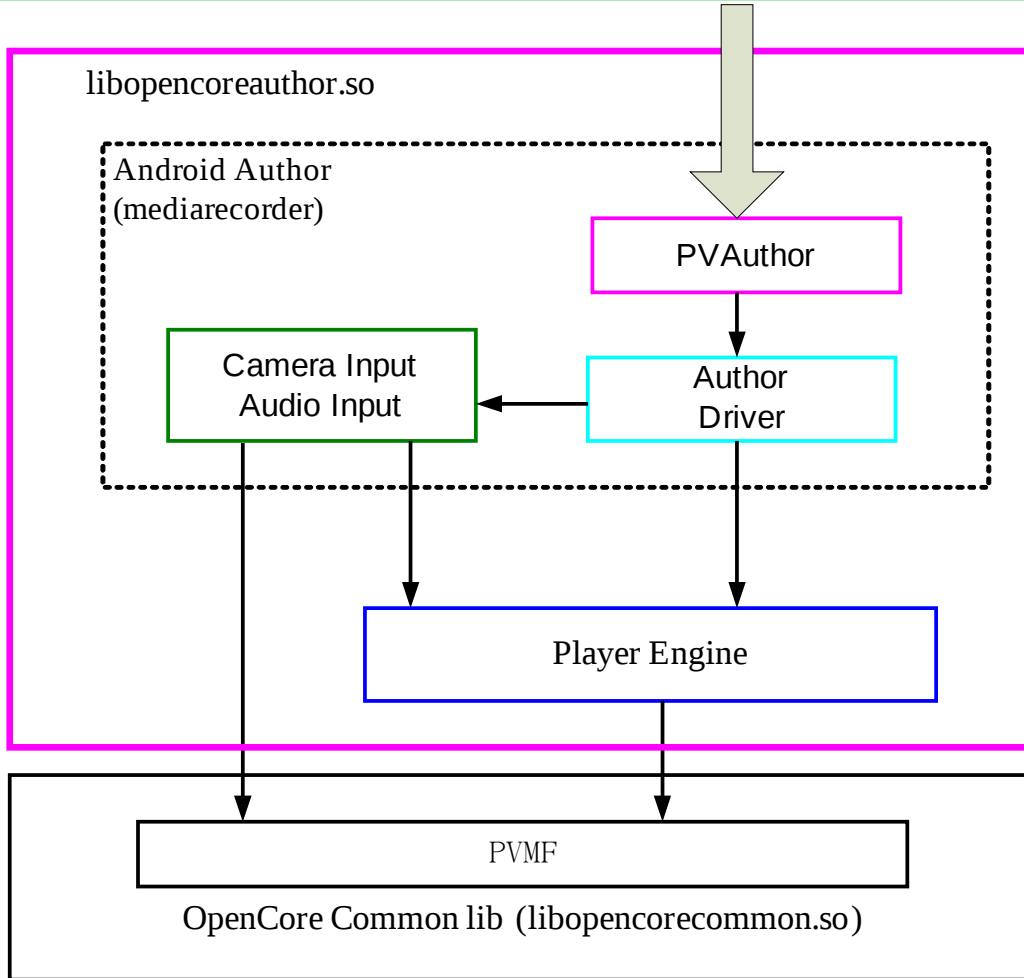 libopencoreauthor.so
Android Author
(mediarecorder)
PVAuthor
Camera Input
Audio Input
Author
Driver
Player Engine
PVMF
OpenCore Common lib (libopencorecommon.so)